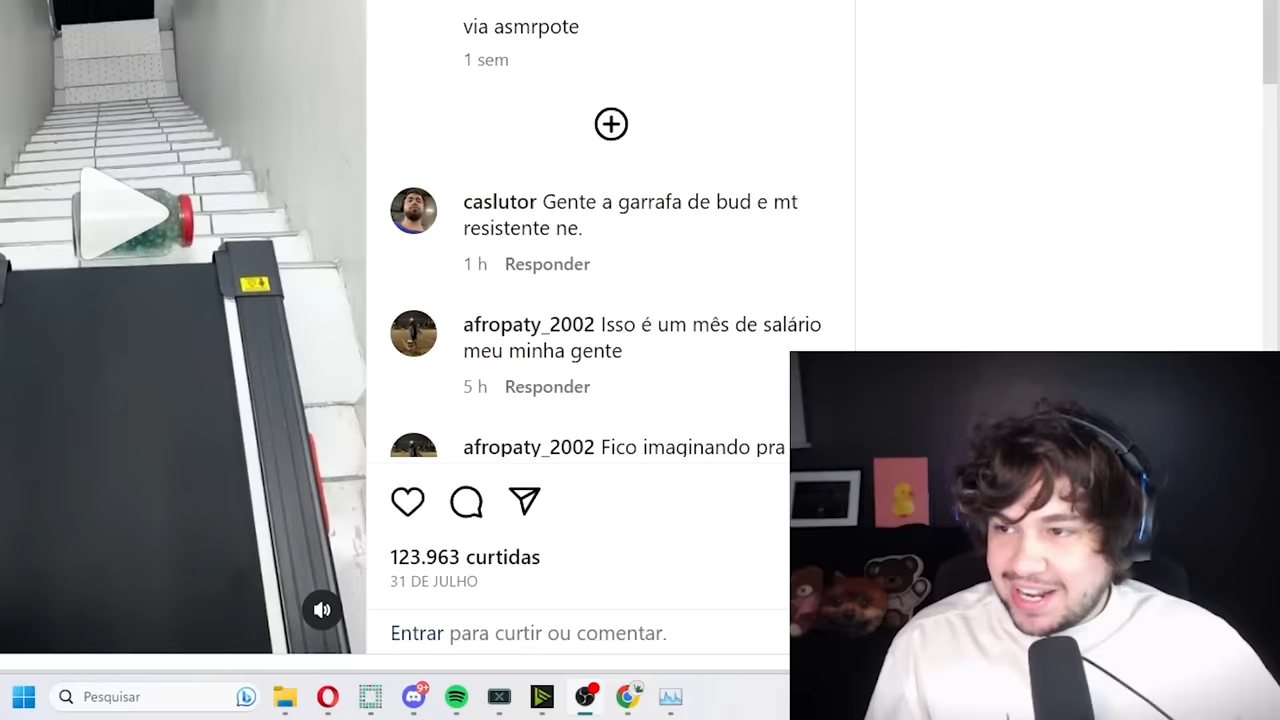 via asmrpote
1 sem
caslutor Gente a garrafa de bud e mt
resistente ne.
1 h Responder
afropaty_2002 Isso é um mês de salário
meu minha gente
5 h Responder
afropaty_2002 Fico imaginando pra
123.963 curtidas
31 DE JULHO
Entrar para curtir ou comentar.
Pesquisar
9+